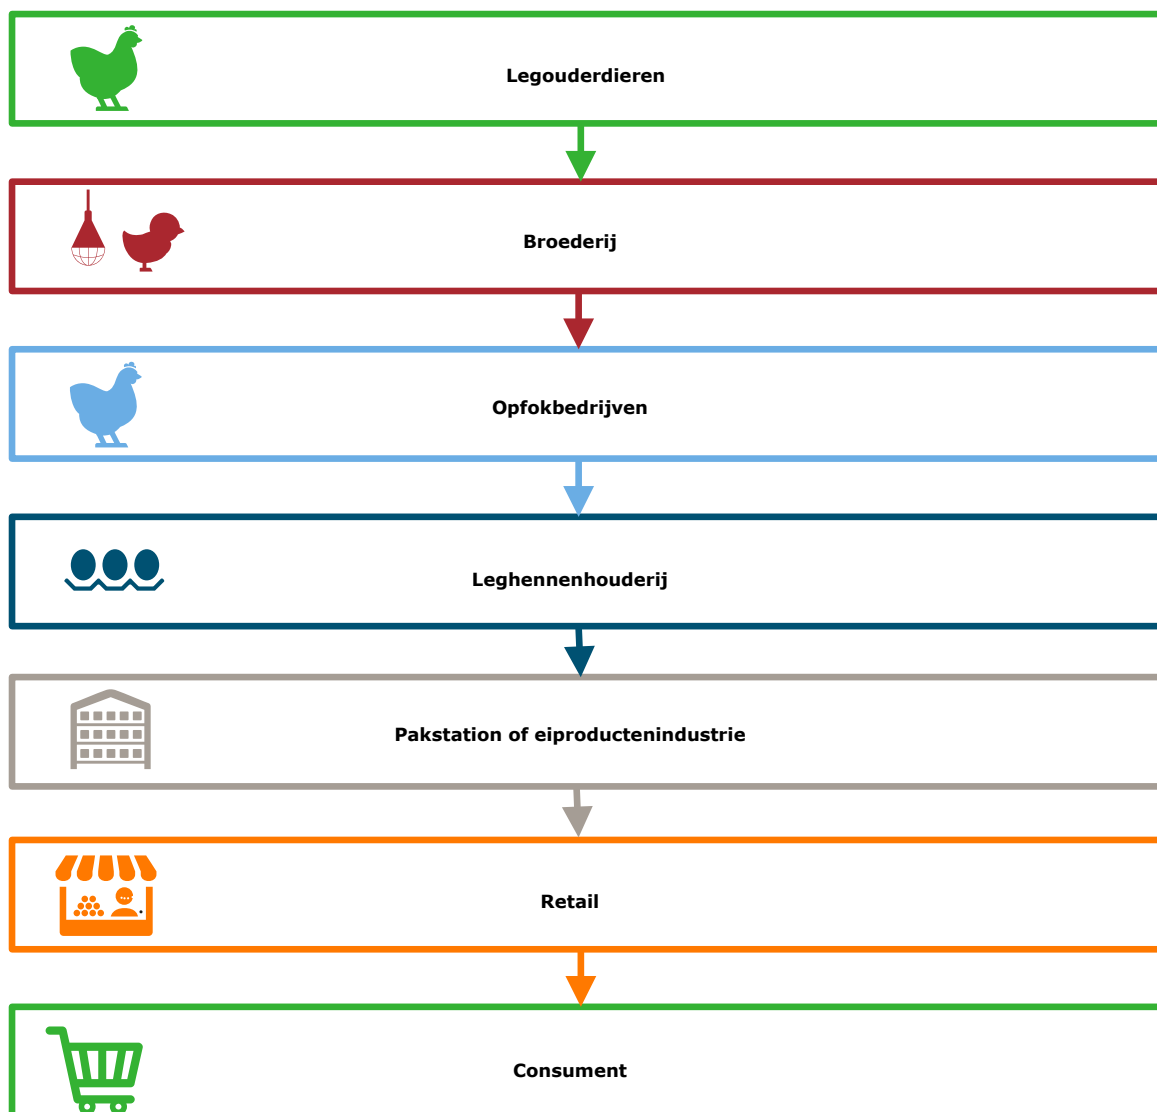 Legouderdieren
Broederij
Opfokbedrijven
Leghennenhouderij
Pakstation of eiproductenindustrie
Retail
Consument